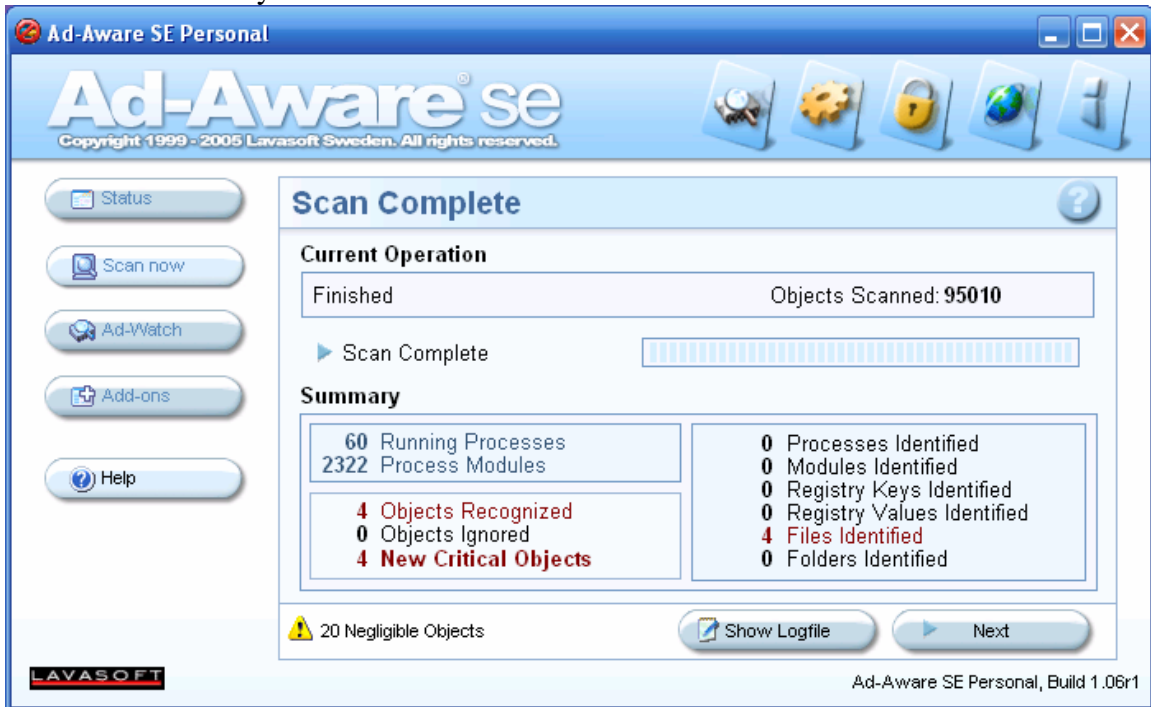 Ad-Aware SE Personal
Ad-Aware® se
Copyright 1999 - 2005 Lavasoft Sweden. All rights reserved.
Status
Scan now
Ad-Watch
Add-ons
Help
Scan Complete
?
Current Operation
Finished Objects Scanned: 95010
Scan Complete
Summary
60 Running Processes
2322 Process Modules
4 Objects Recognized
0 Objects Ignored
4 New Critical Objects
0 Processes Identified
0 Modules Identified
0 Registry Keys Identified
0 Registry Values Identified
4 Files Identified
0 Folders Identified
20 Negligible Objects
Show Logfile
Next
LAVASOFT
Ad-Aware SE Personal, Build 1.06r1